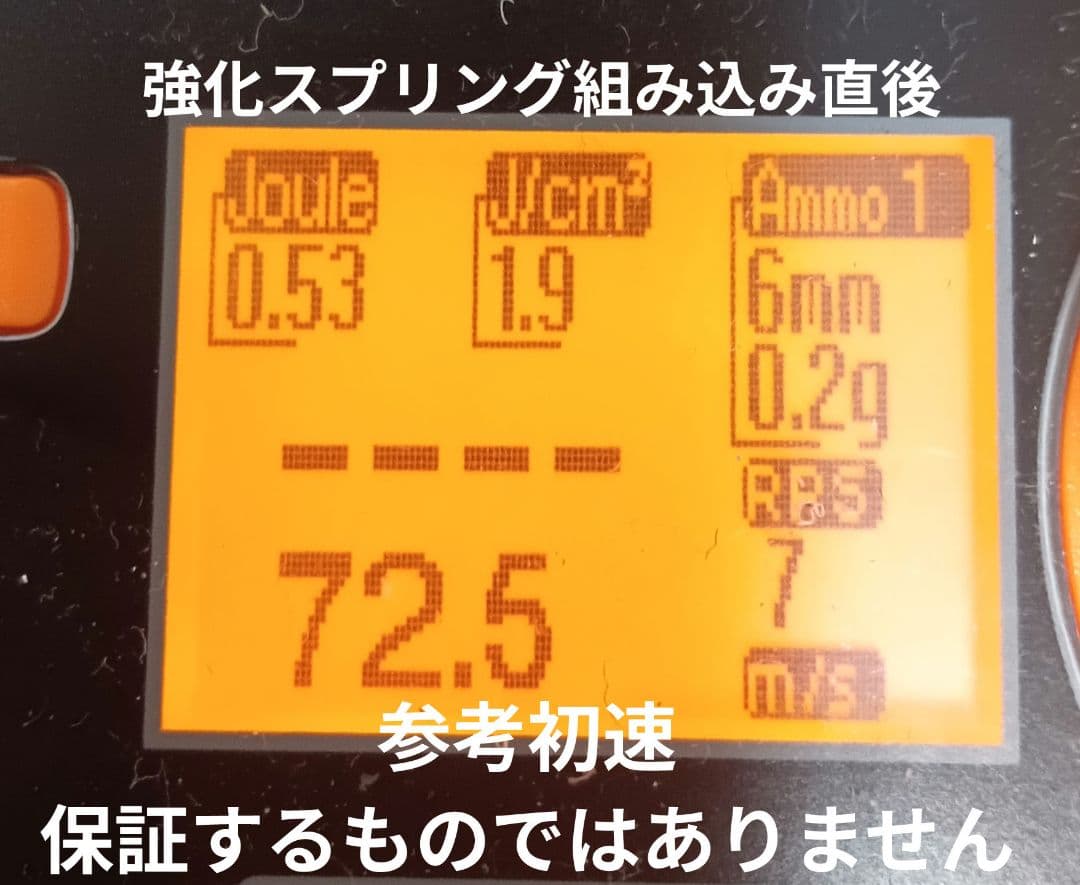 強化スプリング組み込み直後
Joule J/cm² Ammo 1
0.53 1.9 6mm
0.2g
----
RPS
72.5 7
m/s
参考初速
保証するものではありません